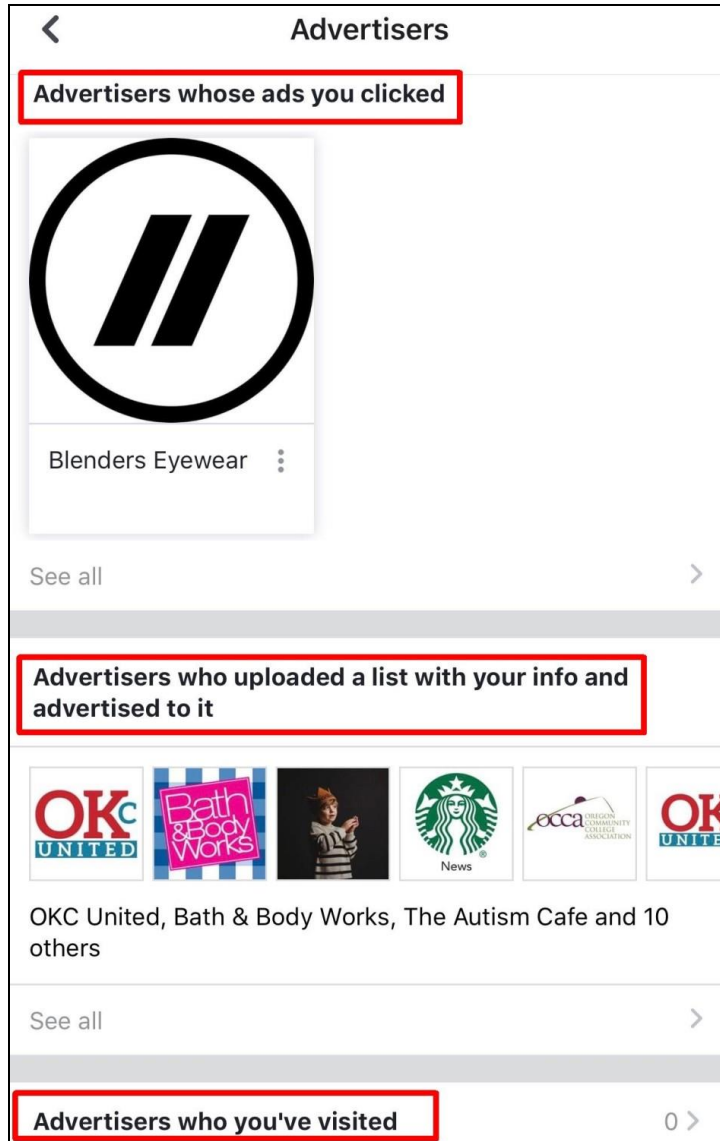 Advertisers
Advertisers whose ads you clicked
Blenders Eyewear
See all
Advertisers who uploaded a list with your info and
advertised to it
OKC
UNITED
Bath
&Body
Works
News
occa
OREGON
COMMUNITY
COLLEGE
ASSOCIATION
OK
UNITE
OKC United, Bath & Body Works, The Autism Cafe and 10
others
See all
Advertisers who you've visited
0